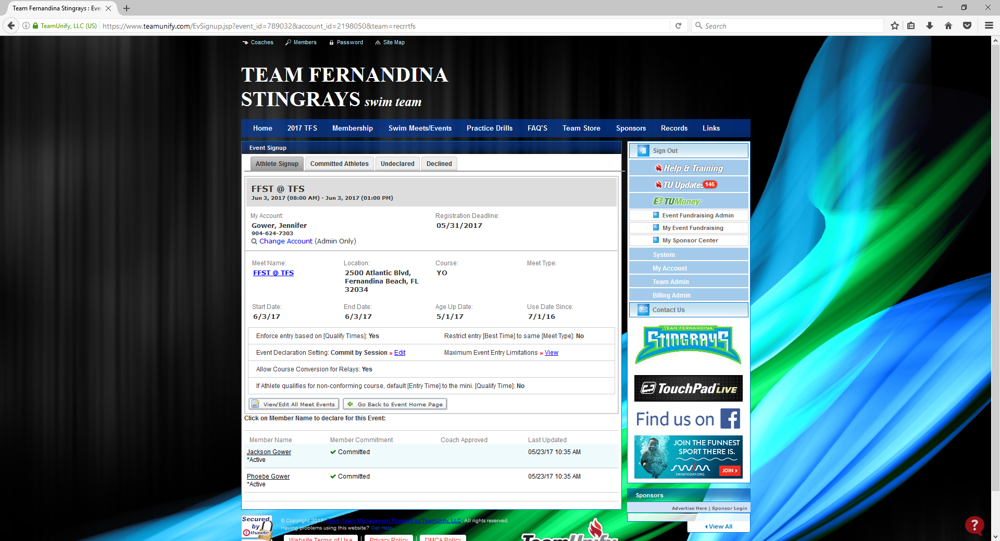 Team Fernandina Stingrays : Eve
TeamUnify, LLC (US)
https://www.teamunify.com/EvSignup.jsp?event_id=789032&account_id=2198050&team=recrrtfs
Search
Coaches Members Password Site Map
TEAM FERNANDINA
STINGRAYS swim team
Home 2017 TFS Membership Swim Meets/Events Practice Drills FAQ'S Team Store Sponsors Records Links
Event Signup
Athlete Signup Committed Athletes Undeclared Declined
FFST @ TFS
Jun 3, 2017 (08:00 AM) - Jun 3, 2017 (01:00 PM)
My Account: Registration Deadline:
Gower, Jennifer 05/31/2017
904-624-7303
Change Account (Admin Only)
Meet Name: Location: Course: Meet Type:
FFST @ TFS 2500 Atlantic Blvd, YO
Fernandina Beach, FL
32034
Start Date: End Date: Age Up Date: Use Date Since:
6/3/17 6/3/17 5/1/17 7/1/16
Enforce entry based on [Qualify Times]: Yes Restrict entry [Best Time] to same [Meet Type]: No
Event Declaration Setting: Commit by Session » Edit Maximum Event Entry Limitations » View
Allow Course Conversion for Relays: Yes
If Athlete qualifies for non-conforming course, default [Entry Time] to the mini. [Qualify Time]: No
View/Edit All Meet Events Go Back to Event Home Page
Click on Member Name to declare for this Event:
Member Name Member Commitment Coach Approved Last Updated
Jackson Gower Committed 05/23/17 10:35 AM
*Active
Phoebe Gower Committed 05/23/17 10:35 AM
*Active
Sign Out
Help & Training
TU Updates 146
TUMoney
Event Fundraising Admin
My Event Fundraising
My Sponsor Center
System
My Account
Team Admin
Billing Admin
Contact Us
TEAM FERNANDINA
STINGRAYS
TouchPad LIVE
Find us on f
JOIN THE FUNNEST
SPORT THERE IS.
swim
SWIMTODAY.ORG
JOIN
Sponsors
Advertise Here | Sponsor Login
View All
Secured
by
thawte
© Copyright 2017. Swim Team Management Powered by TeamUnify, LLC. All rights reserved.
Having problems using this website? Get Help.
Website Terms of Use | Privacy Policy | DMCA Policy
TeamUnify
?